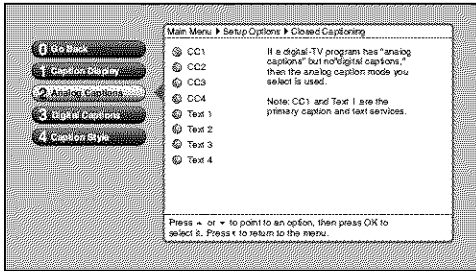 Main Menu ▸ Setup Options ▸ Closed Captioning
0 Go Back
1 Caption Display
2 Analog Captions
3 Digital Captions
4 Caption Style
CC1
CC2
CC3
CC4
Text 1
Text 2
Text 3
Text 4
If a digital-TV program has "analog
captions" but no "digital captions,"
then the analog caption mode you
select is used.
Note: CC1 and Text 1 are the
primary caption and text services.
Press ▲ or ▼ to point to an option, then press OK to
select it. Press ◂ to return to the menu.